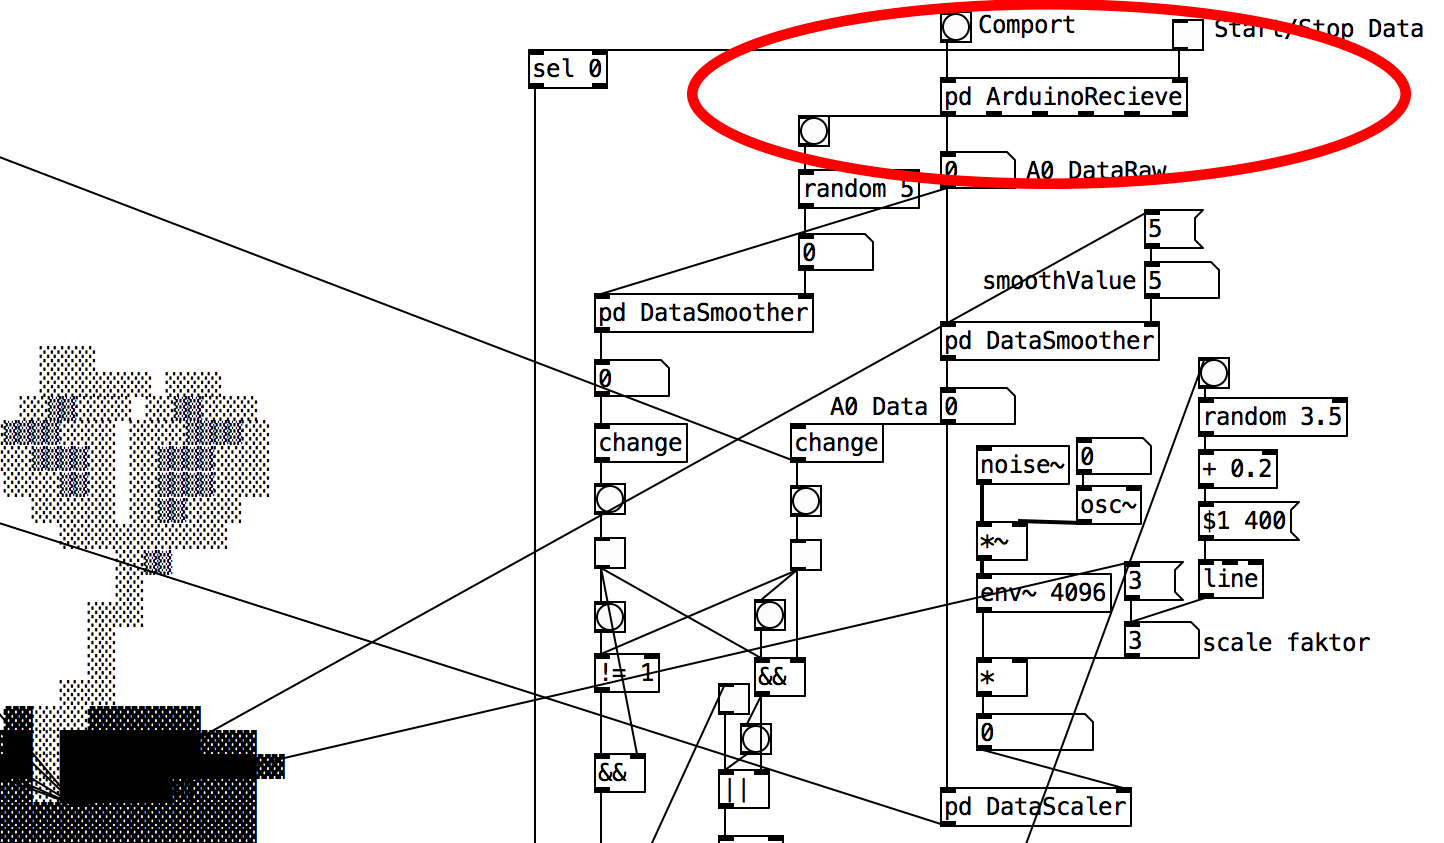 Comport
Start/Stop Data
sel 0
pd ArduinoRecieve
0
A0 DataRaw
random 5
5
0
smoothValue
5
pd DataSmoother
pd DataSmoother
0
A0 Data
0
random 3.5
change
change
noise~
0
+ 0.2
osc~
$1 400
*~
env~ 4096
3
line
3
scale faktor
!= 1
&&
*
0
&&
||
pd DataScaler